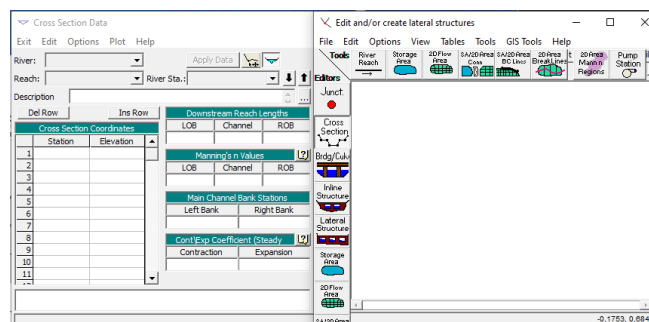 Cross Section Data
Exit Edit Options Plot Help
River:
Apply Data
Reach:
River Sta.:
Description
...
Del Row
Ins Row
Cross Section Coordinates
Station Elevation
1
2
3
4
5
6
7
8
9
10
11
Downstream Reach Lengths
LOB Channel ROB
Manning's n Values
?
LOB Channel ROB
Main Channel Bank Stations
Left Bank Right Bank
Cont\Exp Coefficient (Steady
?
Contraction Expansion
Edit and/or create lateral structures
File Edit Options View Tables Tools GIS Tools Help
Tools
River Reach
Storage Area
2D Flow Area
SA/2D Area Conn
SA/2D Area BC Lines
2D Area BreakLines
2D Area Mann n Regions
Pump Station
Editors
Junct.
Cross Section
Brdg/Culv
Inline Structure
Lateral Structure
Storage Area
2D Flow Area
SA/2D Area
-0.1753, 0.684